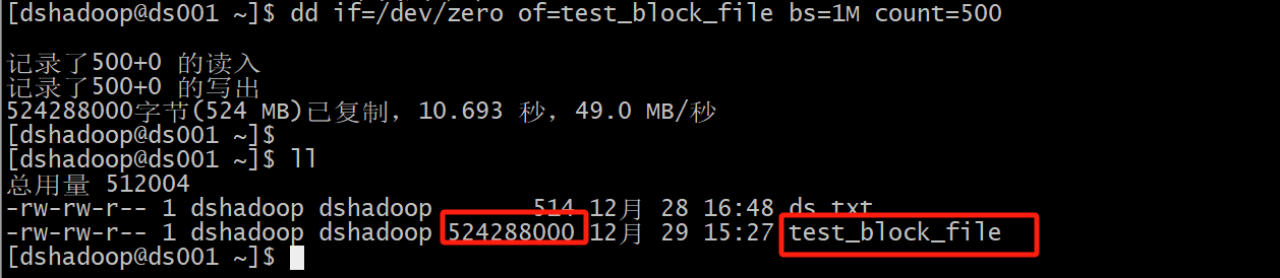 [dshadoop@ds001 ~]$ dd if=/dev/zero of=test_block_file bs=1M count=500
记录了500+0 的读入
记录了500+0 的写出
524288000字节(524 MB)已复制，10.693 秒，49.0 MB/秒
[dshadoop@ds001 ~]$
[dshadoop@ds001 ~]$ ll
总用量 512004
-rw-rw-r-- 1 dshadoop dshadoop       514 12月 28 16:48 ds.txt
-rw-rw-r-- 1 dshadoop dshadoop 524288000 12月 29 15:27 test_block_file
[dshadoop@ds001 ~]$